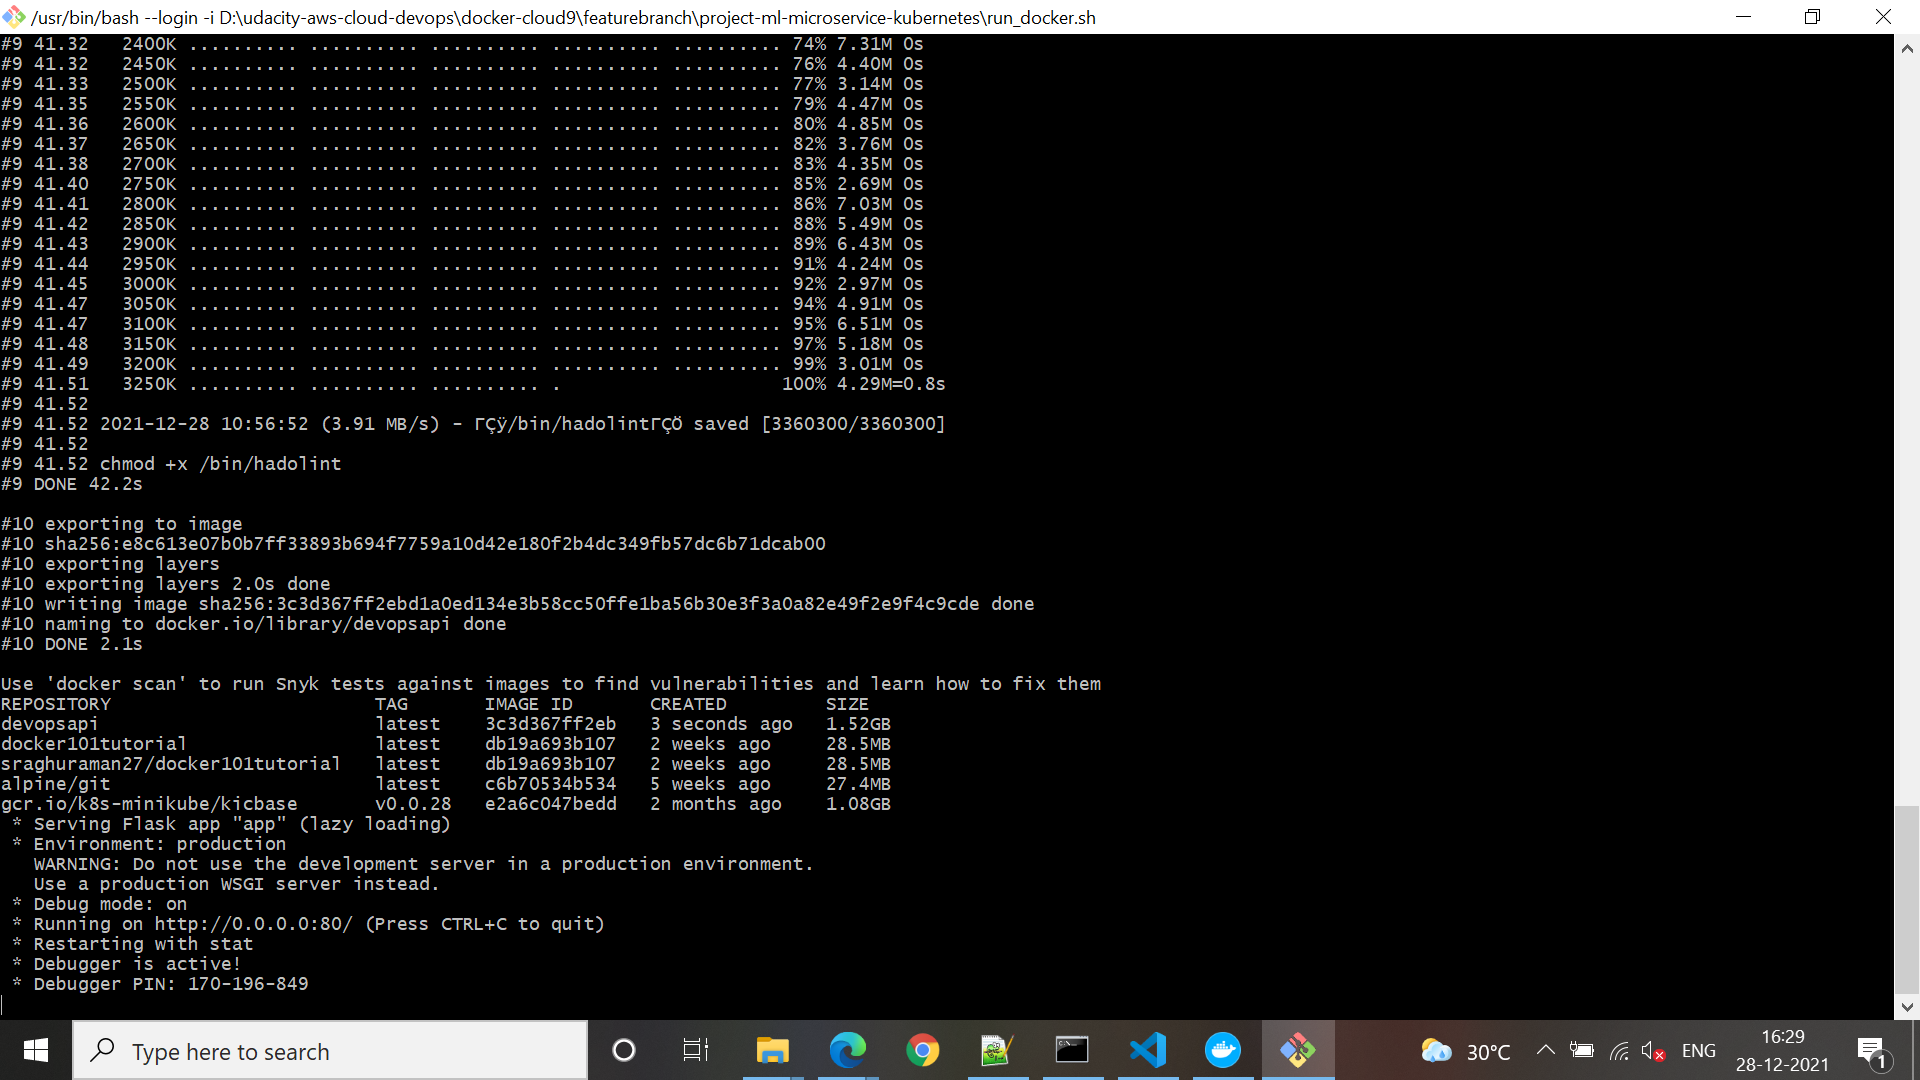 /usr/bin/bash --login -i D:\udacity-aws-cloud-devops\docker-cloud9\featurebranch\project-ml-microservice-kubernetes\run_docker.sh
#9 41.32   2400K .......... .......... .......... .......... .......... 74% 7.31M 0s
#9 41.32   2450K .......... .......... .......... .......... .......... 76% 4.40M 0s
#9 41.33   2500K .......... .......... .......... .......... .......... 77% 3.14M 0s
#9 41.35   2550K .......... .......... .......... .......... .......... 79% 4.47M 0s
#9 41.36   2600K .......... .......... .......... .......... .......... 80% 4.85M 0s
#9 41.37   2650K .......... .......... .......... .......... .......... 82% 3.76M 0s
#9 41.38   2700K .......... .......... .......... .......... .......... 83% 4.35M 0s
#9 41.40   2750K .......... .......... .......... .......... .......... 85% 2.69M 0s
#9 41.41   2800K .......... .......... .......... .......... .......... 86% 7.03M 0s
#9 41.42   2850K .......... .......... .......... .......... .......... 88% 5.49M 0s
#9 41.43   2900K .......... .......... .......... .......... .......... 89% 6.43M 0s
#9 41.44   2950K .......... .......... .......... .......... .......... 91% 4.24M 0s
#9 41.45   3000K .......... .......... .......... .......... .......... 92% 2.97M 0s
#9 41.47   3050K .......... .......... .......... .......... .......... 94% 4.91M 0s
#9 41.47   3100K .......... .......... .......... .......... .......... 95% 6.51M 0s
#9 41.48   3150K .......... .......... .......... .......... .......... 97% 5.18M 0s
#9 41.49   3200K .......... .......... .......... .......... .......... 99% 3.01M 0s
#9 41.51   3250K .......... .......... .......... .                    100% 4.29M=0.8s
#9 41.52
#9 41.52 2021-12-28 10:56:52 (3.91 MB/s) - ΓÇÿ/bin/hadolintΓÇÖ saved [3360300/3360300]
#9 41.52
#9 41.52 chmod +x /bin/hadolint
#9 DONE 42.2s
#10 exporting to image
#10 sha256:e8c613e07b0b7ff33893b694f7759a10d42e180f2b4dc349fb57dc6b71dcab00
#10 exporting layers
#10 exporting layers 2.0s done
#10 writing image sha256:3c3d367ff2ebd1a0ed134e3b58cc50ffe1ba56b30e3f3a0a82e49f2e9f4c9cde done
#10 naming to docker.io/library/devopsapi done
#10 DONE 2.1s
Use 'docker scan' to run Snyk tests against images to find vulnerabilities and learn how to fix them
REPOSITORY                        TAG       IMAGE ID       CREATED         SIZE
devopsapi                         latest    3c3d367ff2eb   3 seconds ago   1.52GB
docker101tutorial                 latest    db19a693b107   2 weeks ago     28.5MB
sraghuraman27/docker101tutorial   latest    db19a693b107   2 weeks ago     28.5MB
alpine/git                        latest    c6b70534b534   5 weeks ago     27.4MB
gcr.io/k8s-minikube/kicbase       v0.0.28   e2a6c047bedd   2 months ago    1.08GB
* Serving Flask app "app" (lazy loading)
* Environment: production
WARNING: Do not use the development server in a production environment.
Use a production WSGI server instead.
* Debug mode: on
* Running on http://0.0.0.0:80/ (Press CTRL+C to quit)
* Restarting with stat
* Debugger is active!
* Debugger PIN: 170-196-849
Type here to search
30°C
ENG
16:29
28-12-2021
1